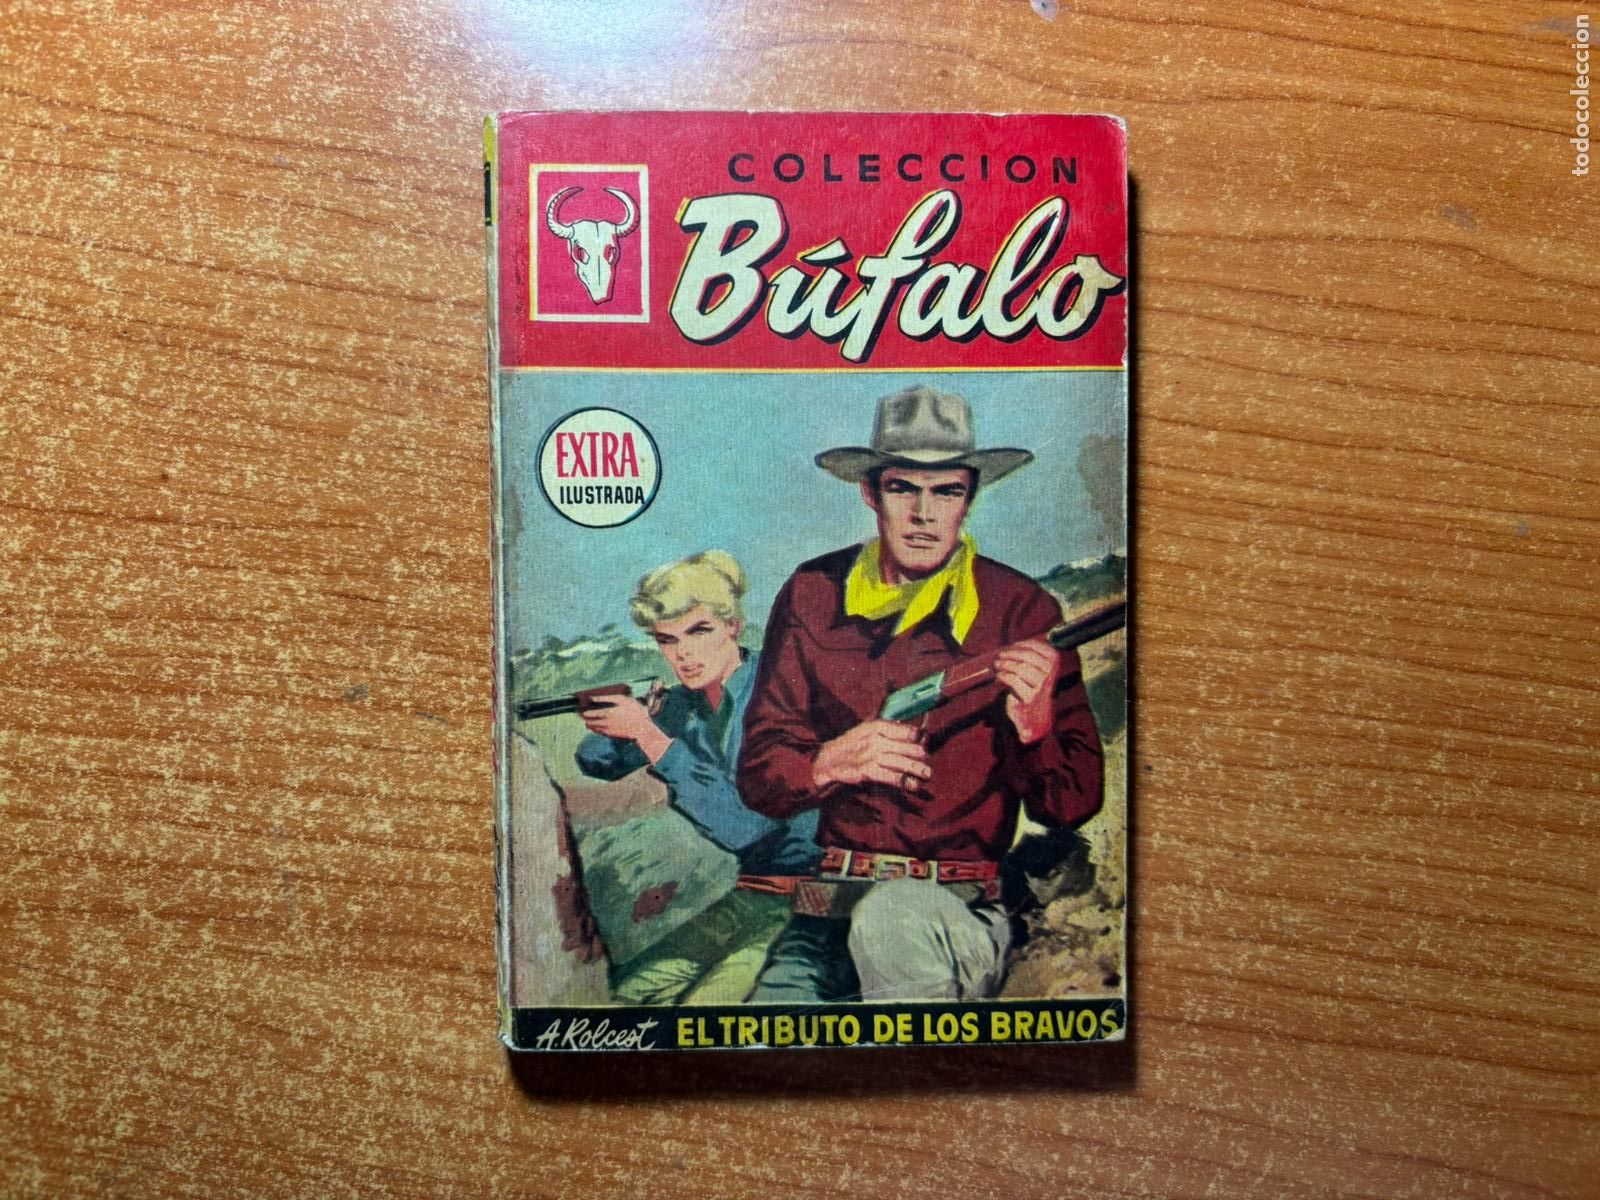 COLECCION
Búfalo
EXTRA
ILUSTRADA
A. Rolcest EL TRIBUTO DE LOS BRAVOS
todocoleccion